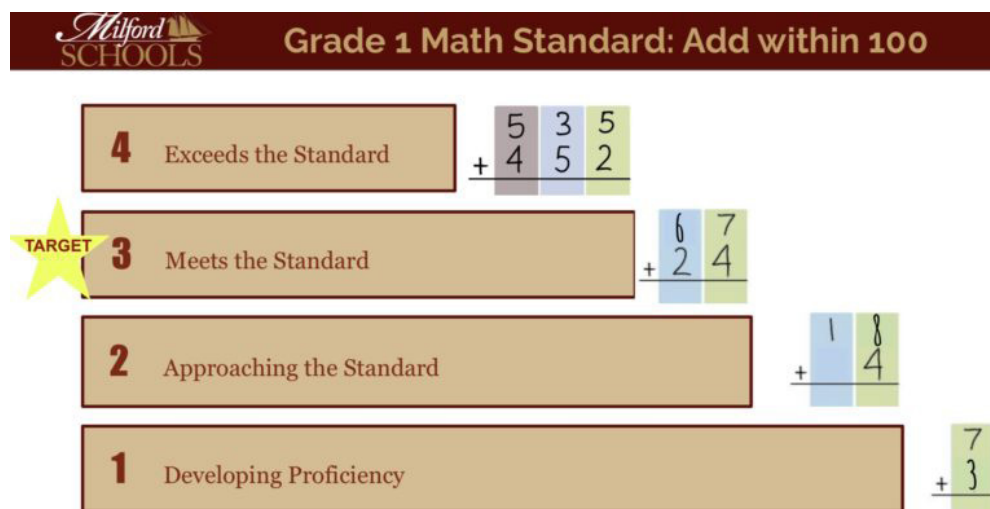 Milford
SCHOOLS
Grade 1 Math Standard: Add within 100
4 Exceeds the Standard
5 3 5
+ 4 5 2
TARGET
3 Meets the Standard
6 7
+ 2 4
2 Approaching the Standard
1 8
+ 4
1 Developing Proficiency
7
+ 3